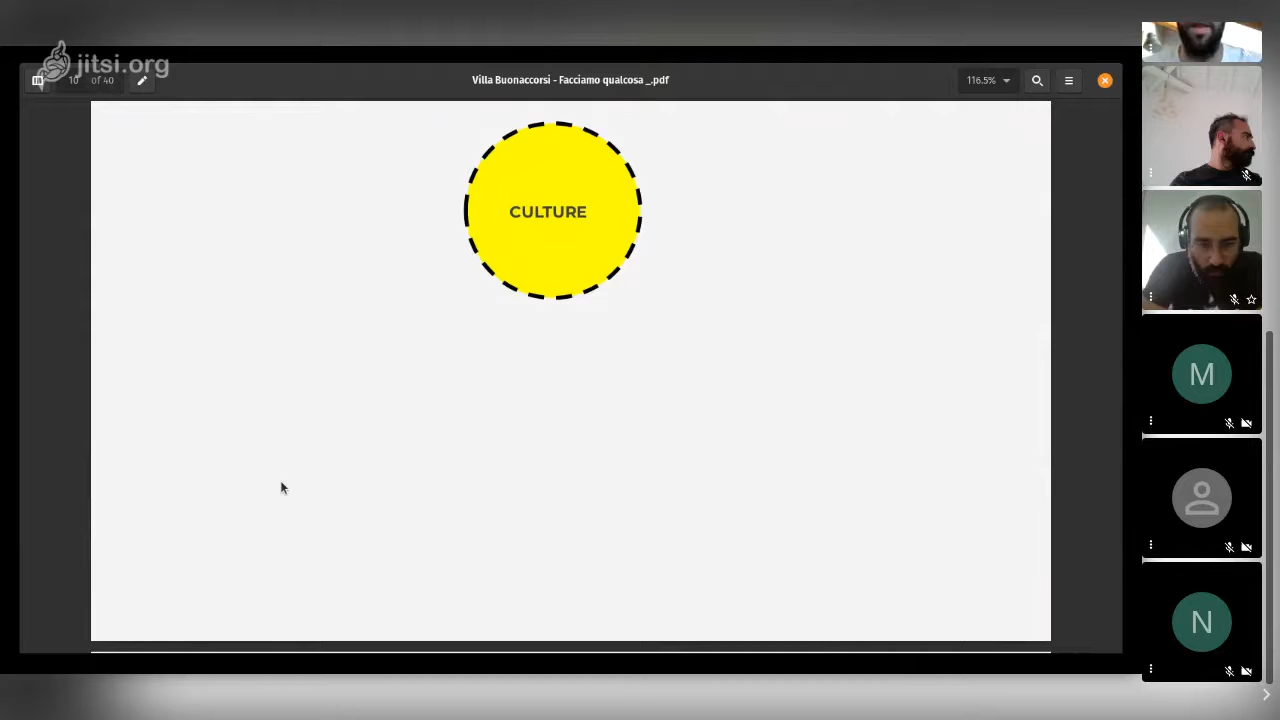 jitsi.org
10 of 40
Villa Buonaccorsi - Facciamo qualcosa _.pdf
116.5%
CULTURE
M
N